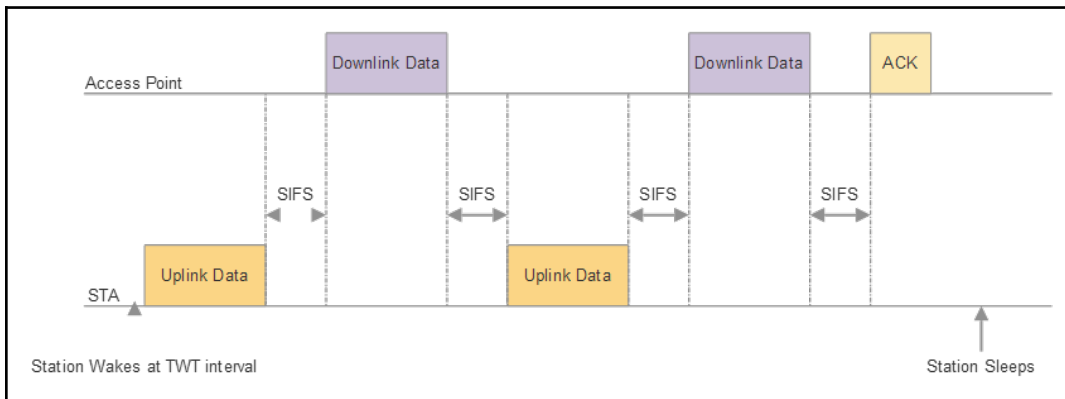 Downlink Data Downlink Data ACK
Access Point
SIFS SIFS SIFS SIFS
Uplink Data Uplink Data
STA
Station Wakes at TWT interval Station Sleeps